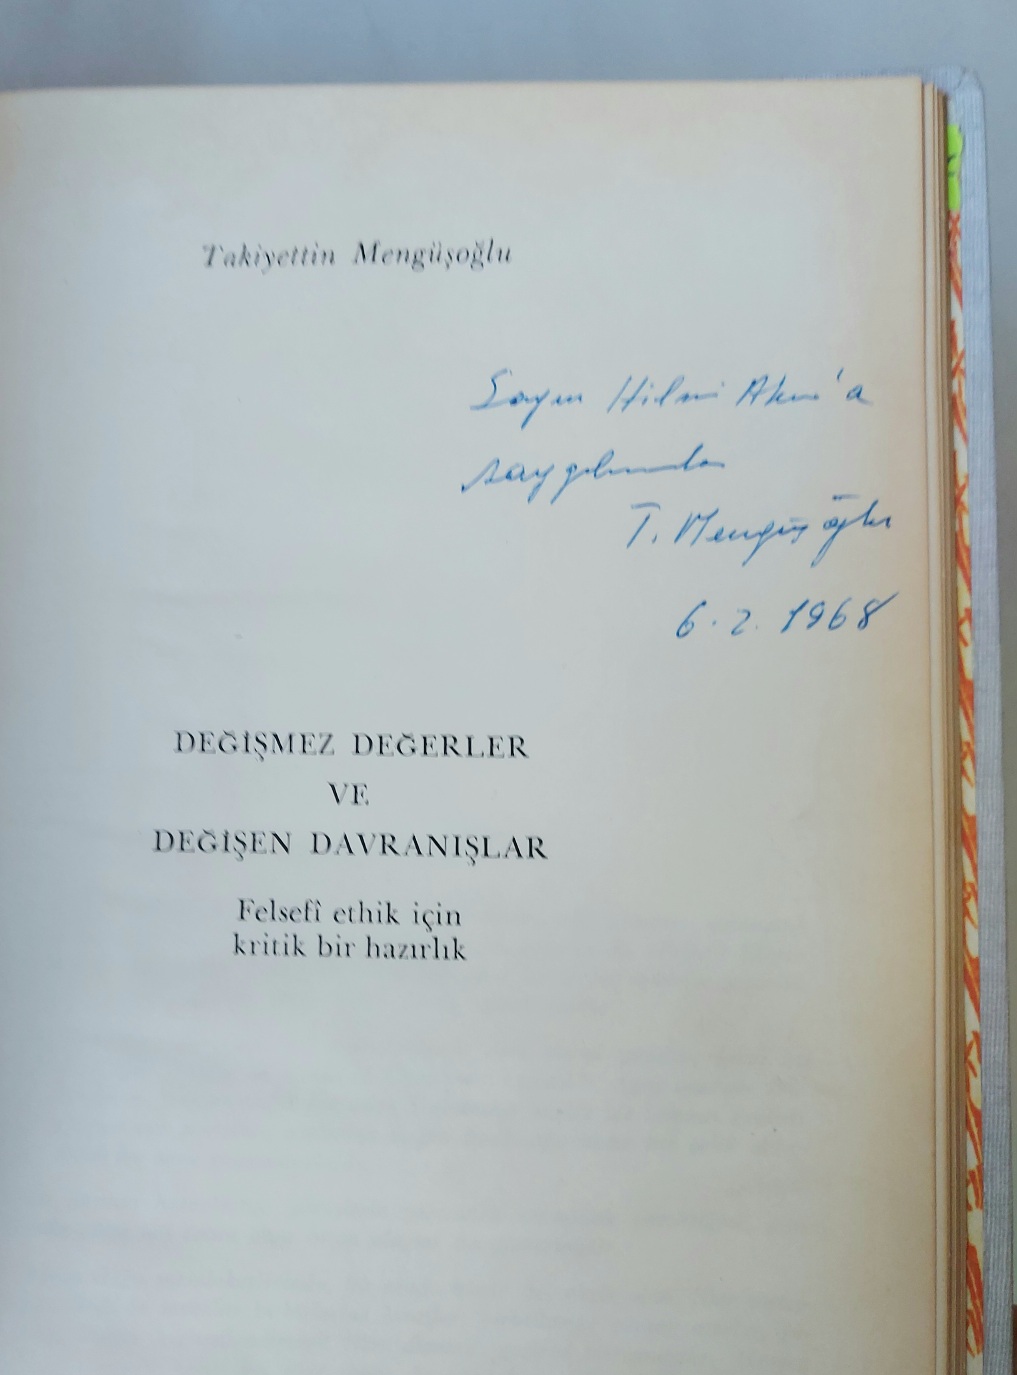 Takiyettin Mengüşoğlu
Sayın Hilmi Akın'a
saygılarımla
T. Mengüşoğlu
6.2.1968
DEĞİŞMEZ DEĞERLER
VE
DEĞİŞEN DAVRANIŞLAR
Felsefî ethik için
kritik bir hazırlık